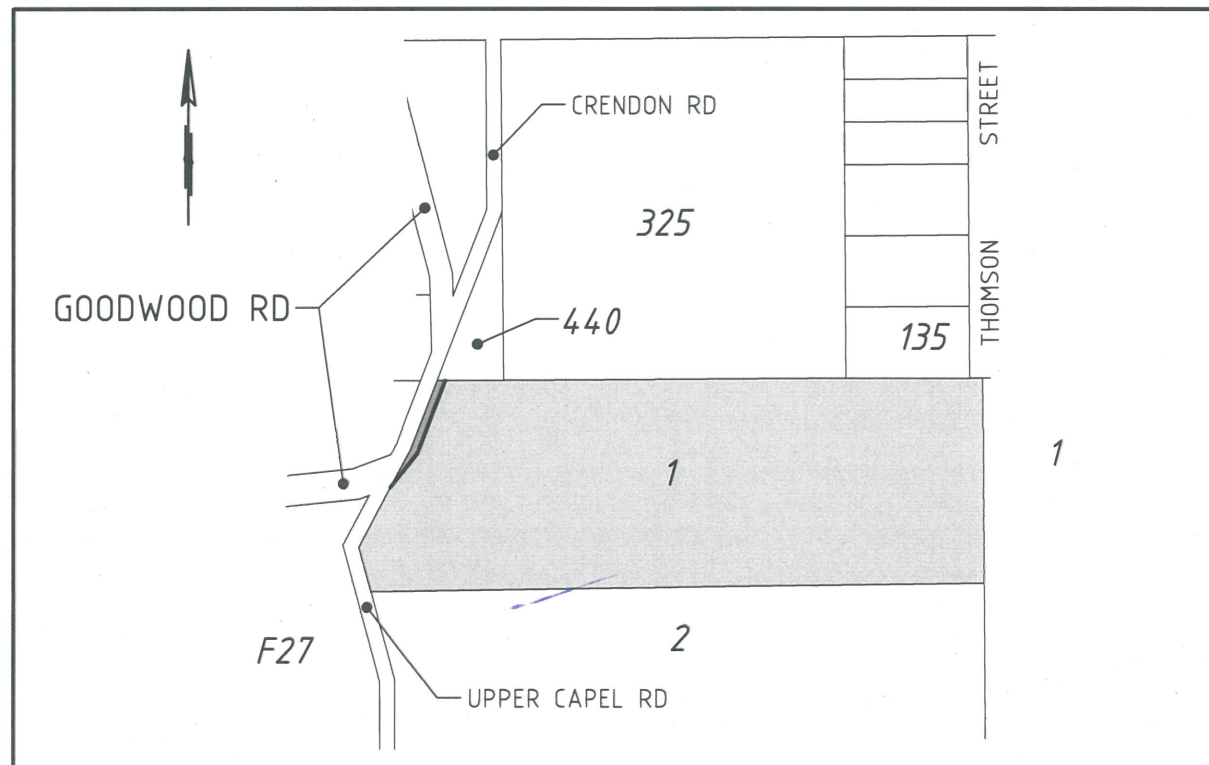 CRENDON RD
STREET
325
GOODWOOD RD
440
THOMSON
135
1
1
F27
2
UPPER CAPEL RD